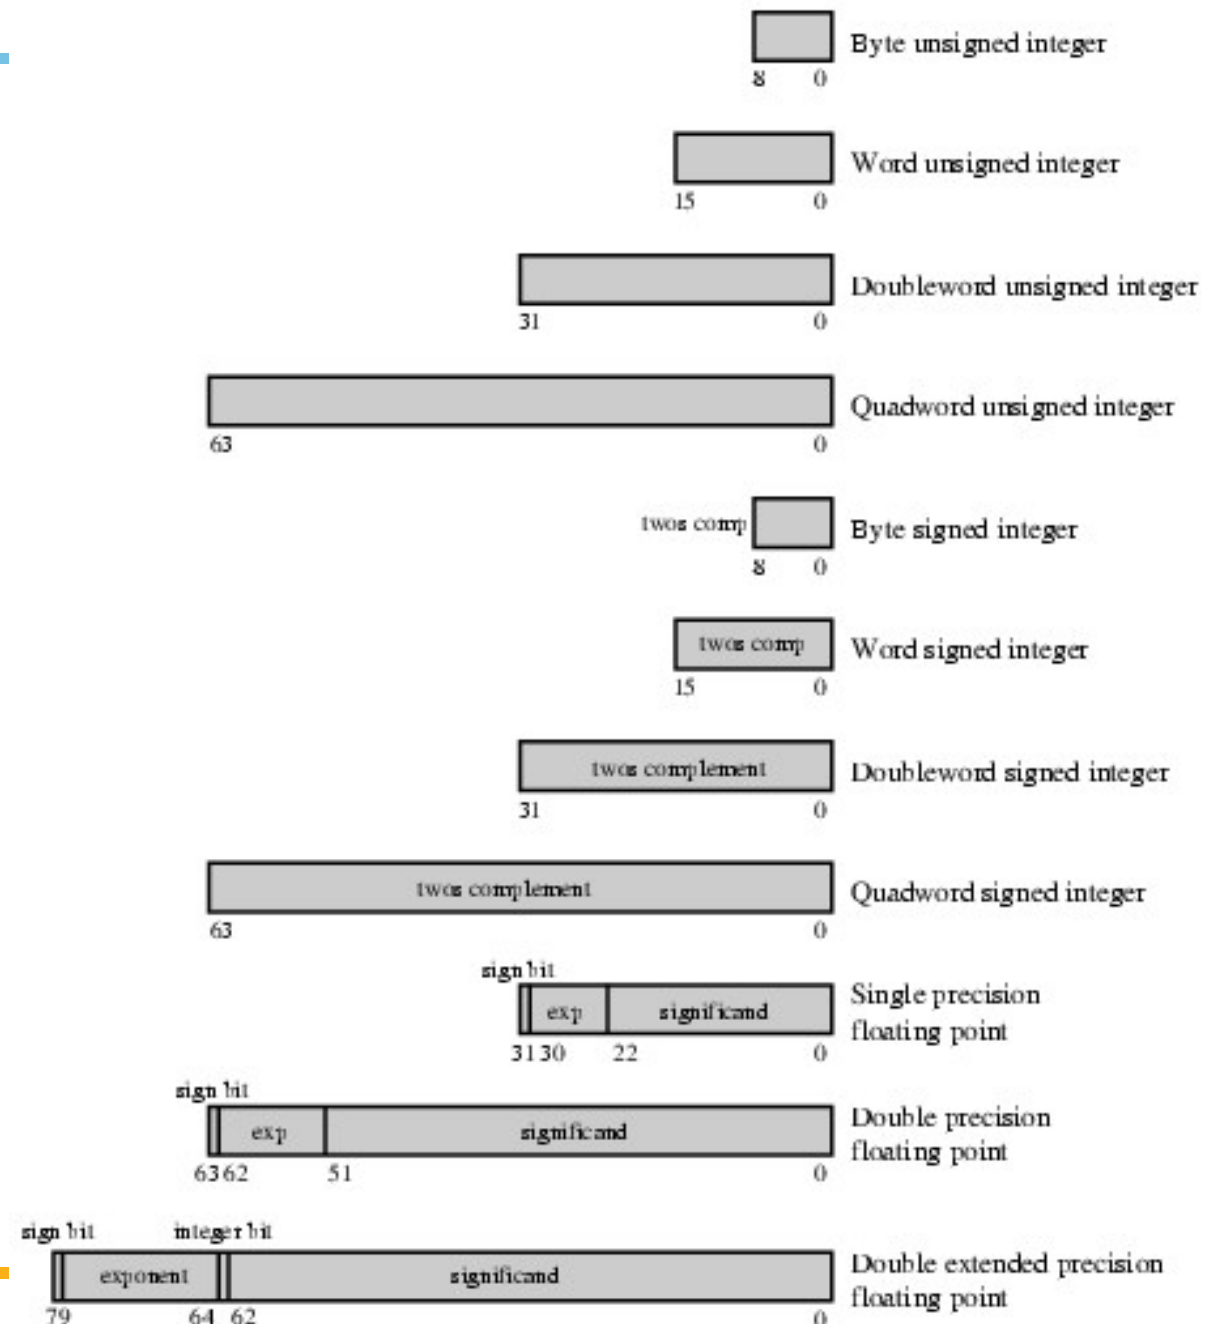 Byte unsigned integer
8 0
Word unsigned integer
15 0
Doubleword unsigned integer
31 0
Quadword unsigned integer
63 0
twos comp Byte signed integer
8 0
twos comp Word signed integer
15 0
twos complement Doubleword signed integer
31 0
twos complement Quadword signed integer
63 0
sign bit
exp significand Single precision
floating point
31 30 22 0
sign bit
exp significand Double precision
floating point
63 62 51 0
sign bit integer bit
exponent significand Double extended precision
floating point
79 64 62 0